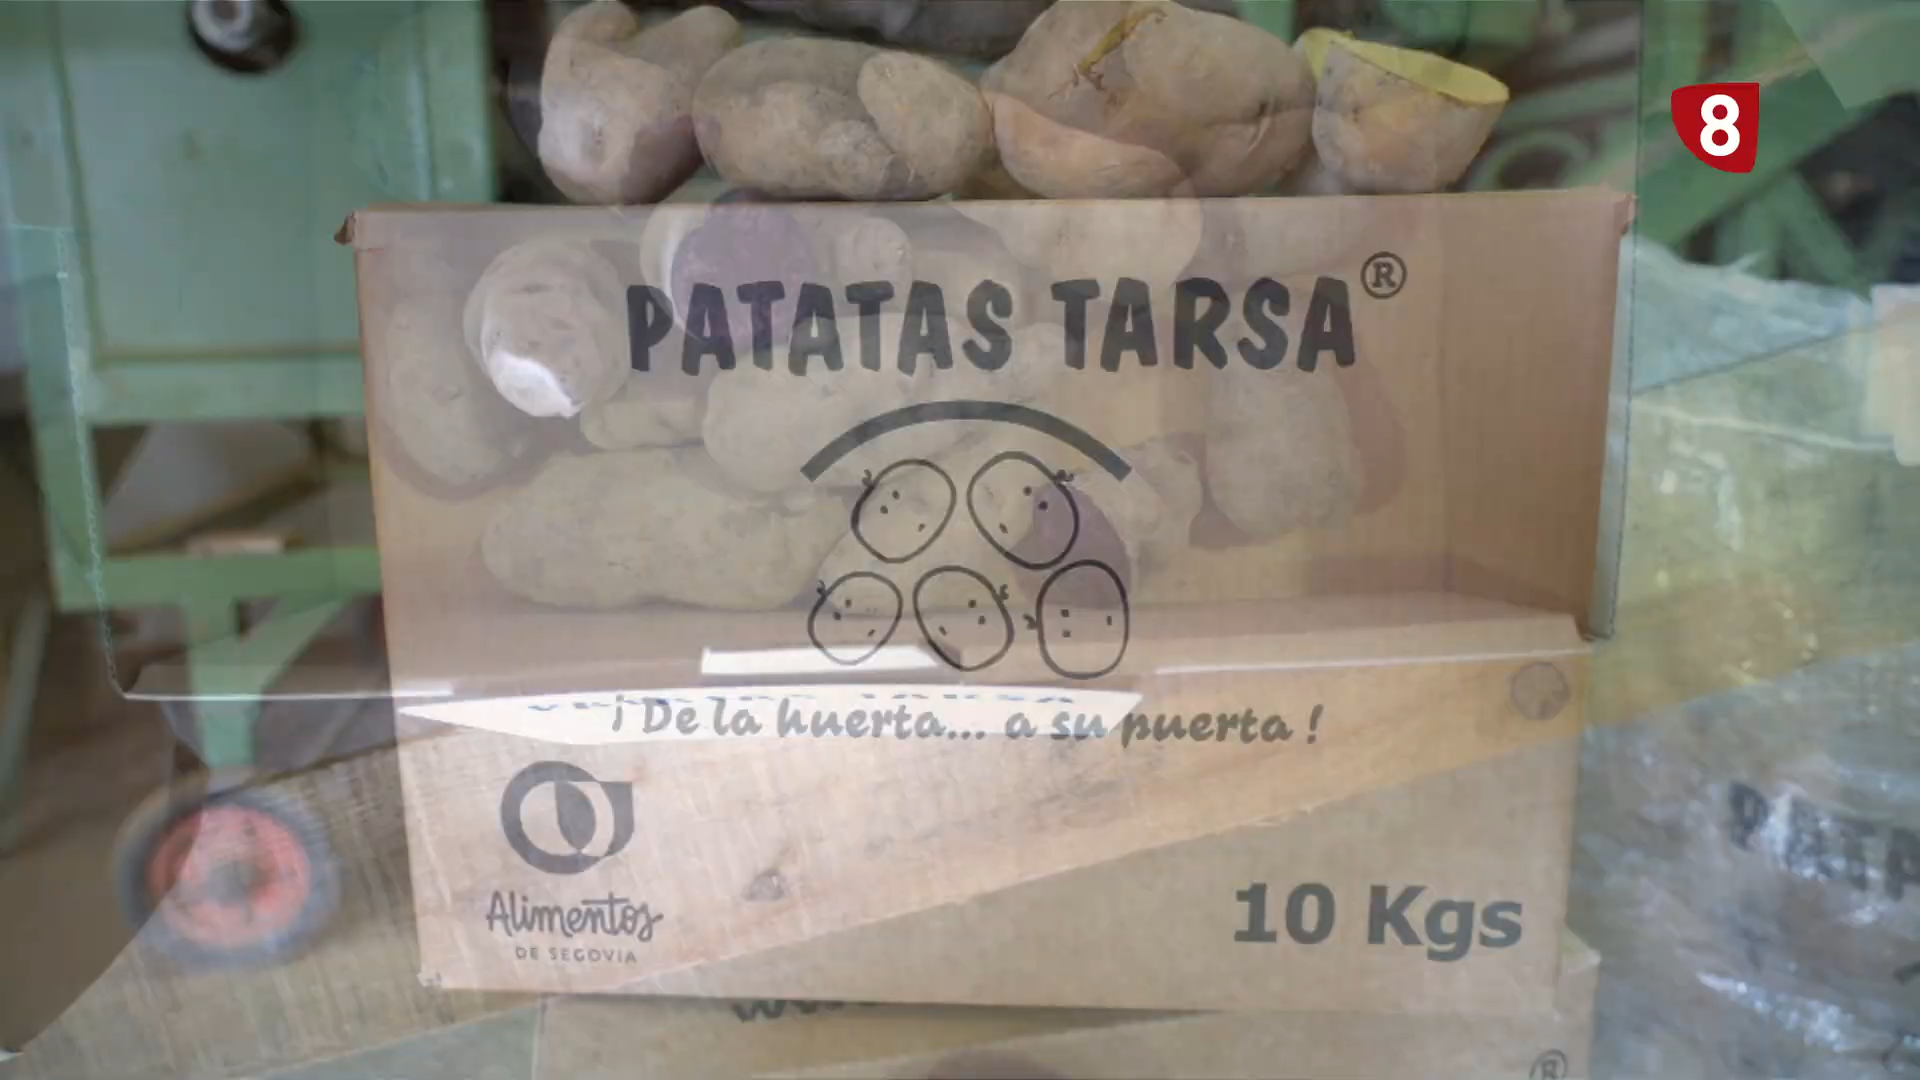 8
PATATAS TARSA®
¡De la huerta... a su puerta!
Alimentos
DE SEGOVIA
10 Kgs
®